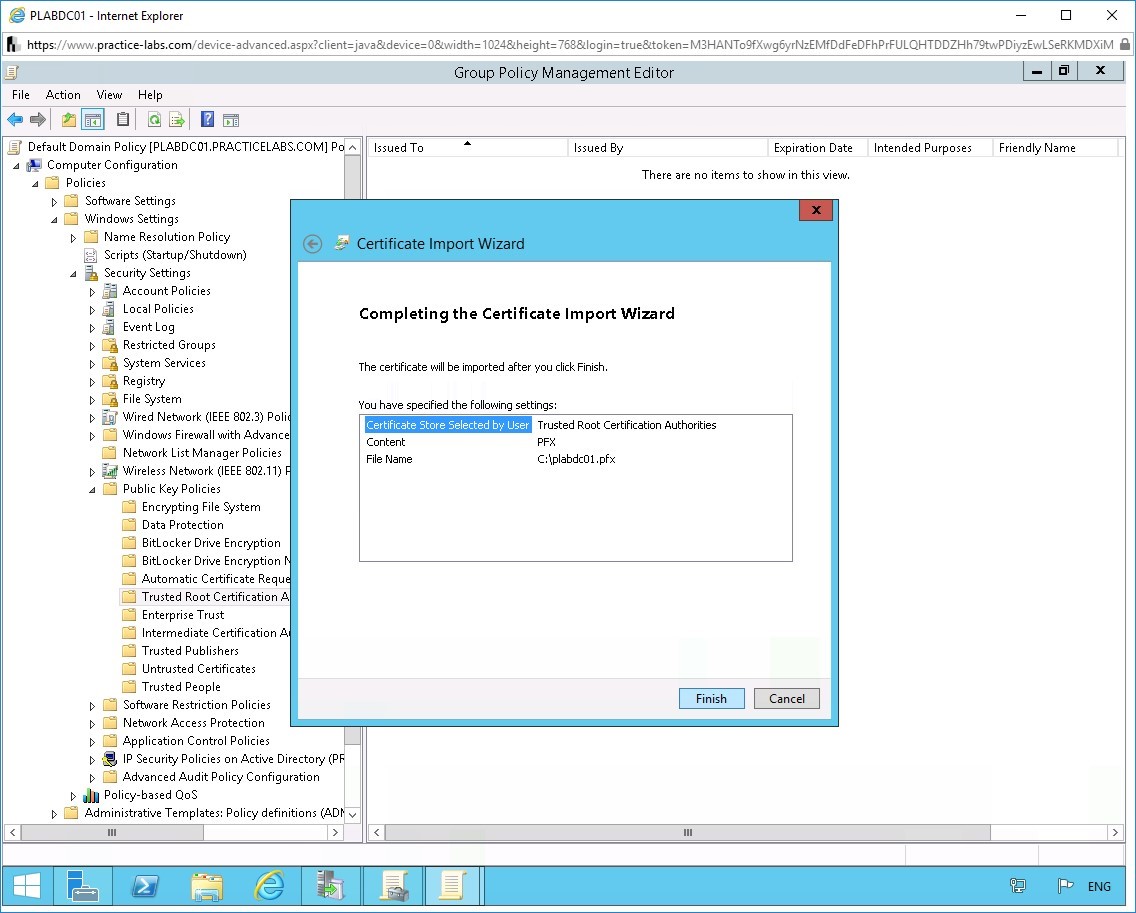 PLABDC01 - Internet Explorer
https://www.practice-labs.com/device-advanced.aspx?client=java&device=0&width=1024&height=768&login=true&token=M3HANTo9fXwg6yrNzEMfDdFeDFhPrFULQHTDDZHh79twPDiyzEwLSeRKMDXiM
Group Policy Management Editor
File Action View Help
Default Domain Policy [PLABDC01.PRACTICELABS.COM] Po
Computer Configuration
Policies
Software Settings
Windows Settings
Name Resolution Policy
Scripts (Startup/Shutdown)
Security Settings
Account Policies
Local Policies
Event Log
Restricted Groups
System Services
Registry
File System
Wired Network (IEEE 802.3) Polic
Windows Firewall with Advance
Network List Manager Policies
Wireless Network (IEEE 802.11) P
Public Key Policies
Encrypting File System
Data Protection
BitLocker Drive Encryption
BitLocker Drive Encryption N
Automatic Certificate Reque
Trusted Root Certification A
Enterprise Trust
Intermediate Certification Au
Trusted Publishers
Untrusted Certificates
Trusted People
Software Restriction Policies
Network Access Protection
Application Control Policies
IP Security Policies on Active Directory (PR
Advanced Audit Policy Configuration
Policy-based QoS
Administrative Templates: Policy definitions (ADM
Issued To Issued By Expiration Date Intended Purposes Friendly Name
There are no items to show in this view.
Certificate Import Wizard
Completing the Certificate Import Wizard
The certificate will be imported after you click Finish.
You have specified the following settings:
Certificate Store Selected by User Trusted Root Certification Authorities
Content PFX
File Name C:\plabdc01.pfx
Finish Cancel
ENG